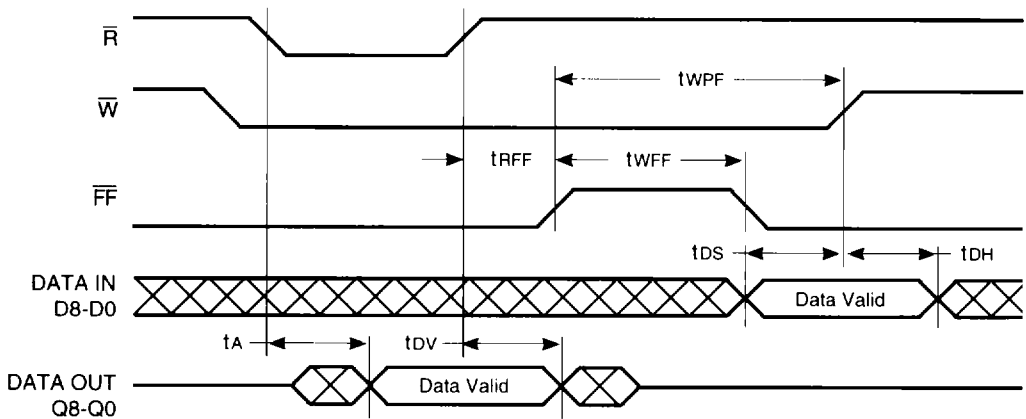 R̅
tWPF
W̅
tRFF
tWFF
F̅F̅
tDS
tDH
DATA IN
D8-D0
Data Valid
tA
tDV
DATA OUT
Q8-Q0
Data Valid